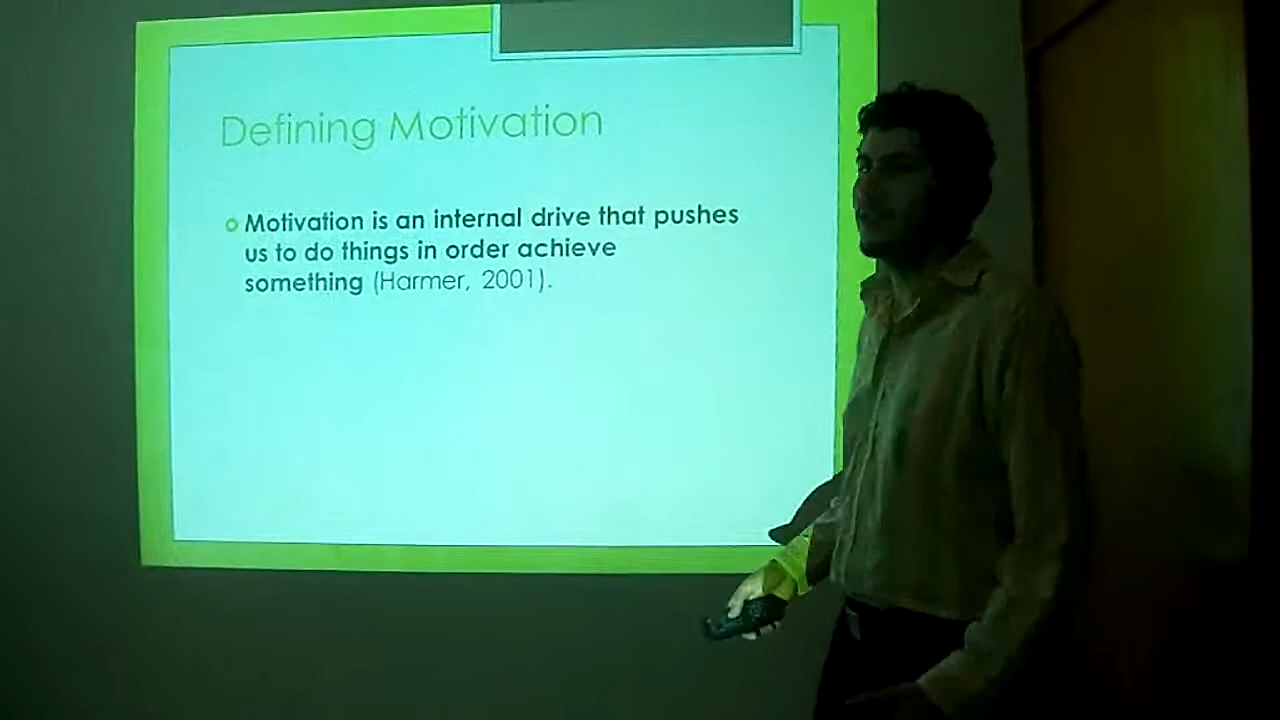 Defining Motivation
Motivation is an internal drive that pushes
us to do things in order achieve
something (Harmer, 2001).